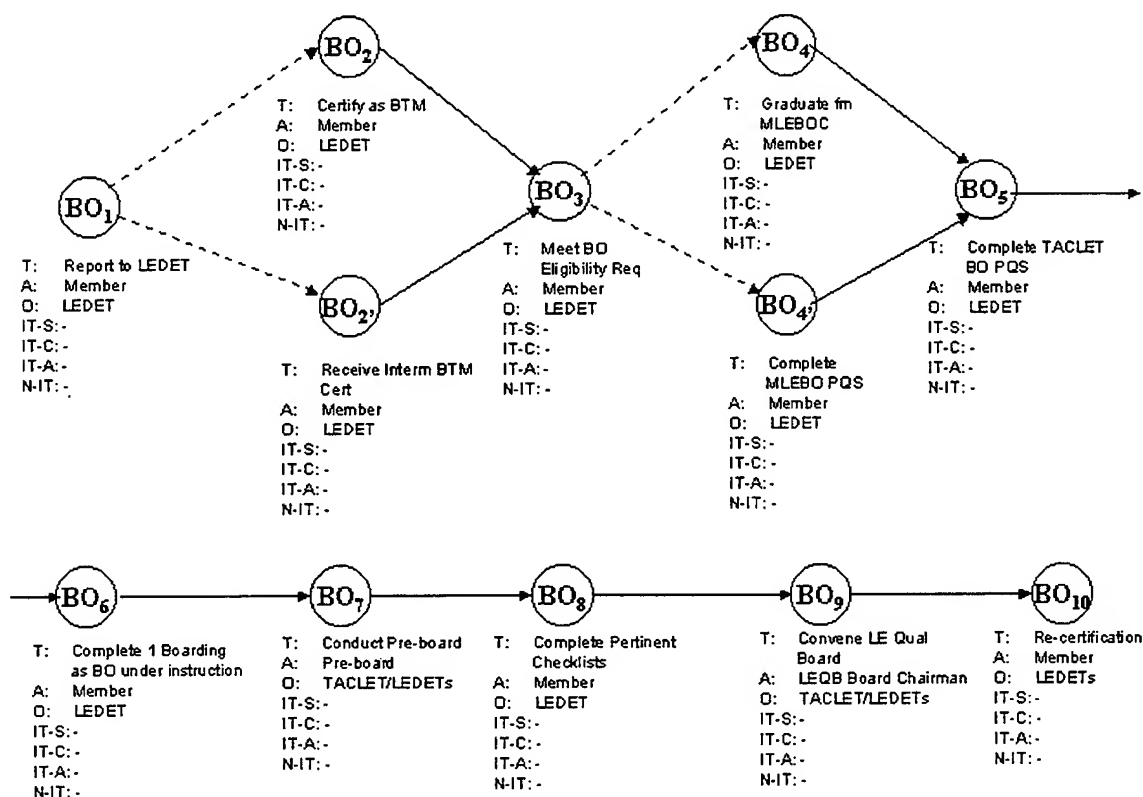 BO2
T: Certify as BTM
A: Member
O: LEDET
IT-S:-
IT-C:-
IT-A:-
N-IT:-
BO4
T: Graduate fm
MLEBOC
A: Member
O: LEDET
IT-S:-
IT-C:-
IT-A:-
N-IT:-
BO1
T: Report to LEDET
A: Member
O: LEDET
IT-S:-
IT-C:-
IT-A:-
N-IT:-
BO3
T: Meet BO
Eligibility Req
A: Member
O: LEDET
IT-S:-
IT-C:-
IT-A:-
N-IT:-
BO5
T: Complete TACLET
BO PQS
A: Member
O: LEDET
IT-S:-
IT-C:-
IT-A:-
N-IT:-
BO2'
T: Receive Interm BTM
Cert
A: Member
O: LEDET
IT-S:-
IT-C:-
IT-A:-
N-IT:-
BO4'
T: Complete
MLEBO PQS
A: Member
O: LEDET
IT-S:-
IT-C:-
IT-A:-
N-IT:-
BO6
T: Complete 1 Boarding
as BO under instruction
A: Member
O: LEDET
IT-S:-
IT-C:-
IT-A:-
N-IT:-
BO7
T: Conduct Pre-board
A: Pre-board
O: TACLET/LEDETs
IT-S:-
IT-C:-
IT-A:-
N-IT:-
BO8
T: Complete Pertinent
Checklists
A: Member
O: LEDET
IT-S:-
IT-C:-
IT-A:-
N-IT:-
BO9
T: Convene LE Qual
Board
A: LEQB Board Chairman
O: TACLET/LEDETs
IT-S:-
IT-C:-
IT-A:-
N-IT:-
BO10
T: Re-certification
A: Member
O: LEDETs
IT-S:-
IT-C:-
IT-A:-
N-IT:-